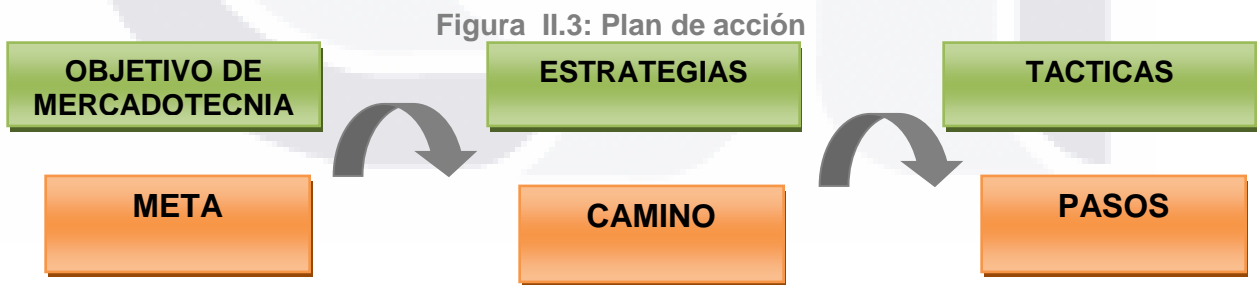 Figura II.3: Plan de acción
OBJETIVO DE
MERCADOTECNIA
ESTRATEGIAS
TACTICAS
META
CAMINO
PASOS